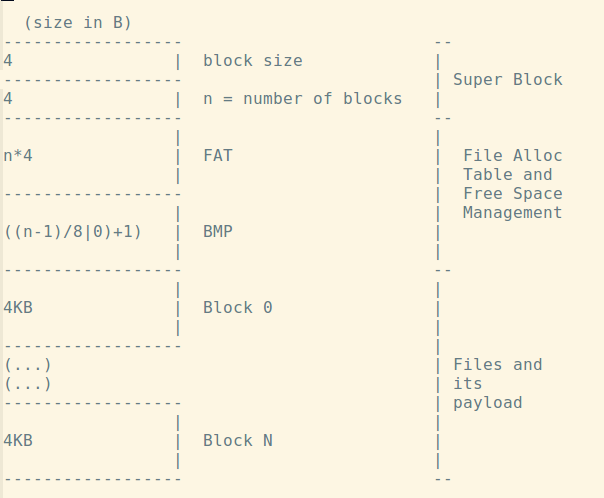 (size in B)
------------------ --
4 | block size |
------------------ | Super Block
4 | n = number of blocks |
------------------ --
| |
n*4 | FAT | File Alloc
| | Table and
------------------ | Free Space
| | Management
((n-1)/8|0)+1) | BMP |
| |
------------------ --
| |
4KB | Block 0 |
| |
------------------ |
(...) | Files and
(...) | its
------------------ | payload
| |
4KB | Block N |
| |
------------------ --